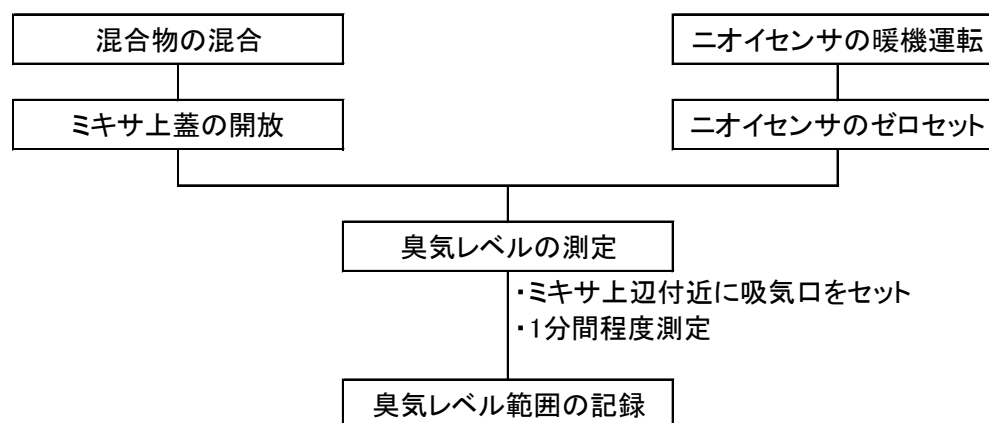 混合物の混合
ニオイセンサの暖機運転
ミキサ上蓋の開放
ニオイセンサのゼロセット
臭気レベルの測定
・ミキサ上辺付近に吸気口をセット
・1分間程度測定
臭気レベル範囲の記録